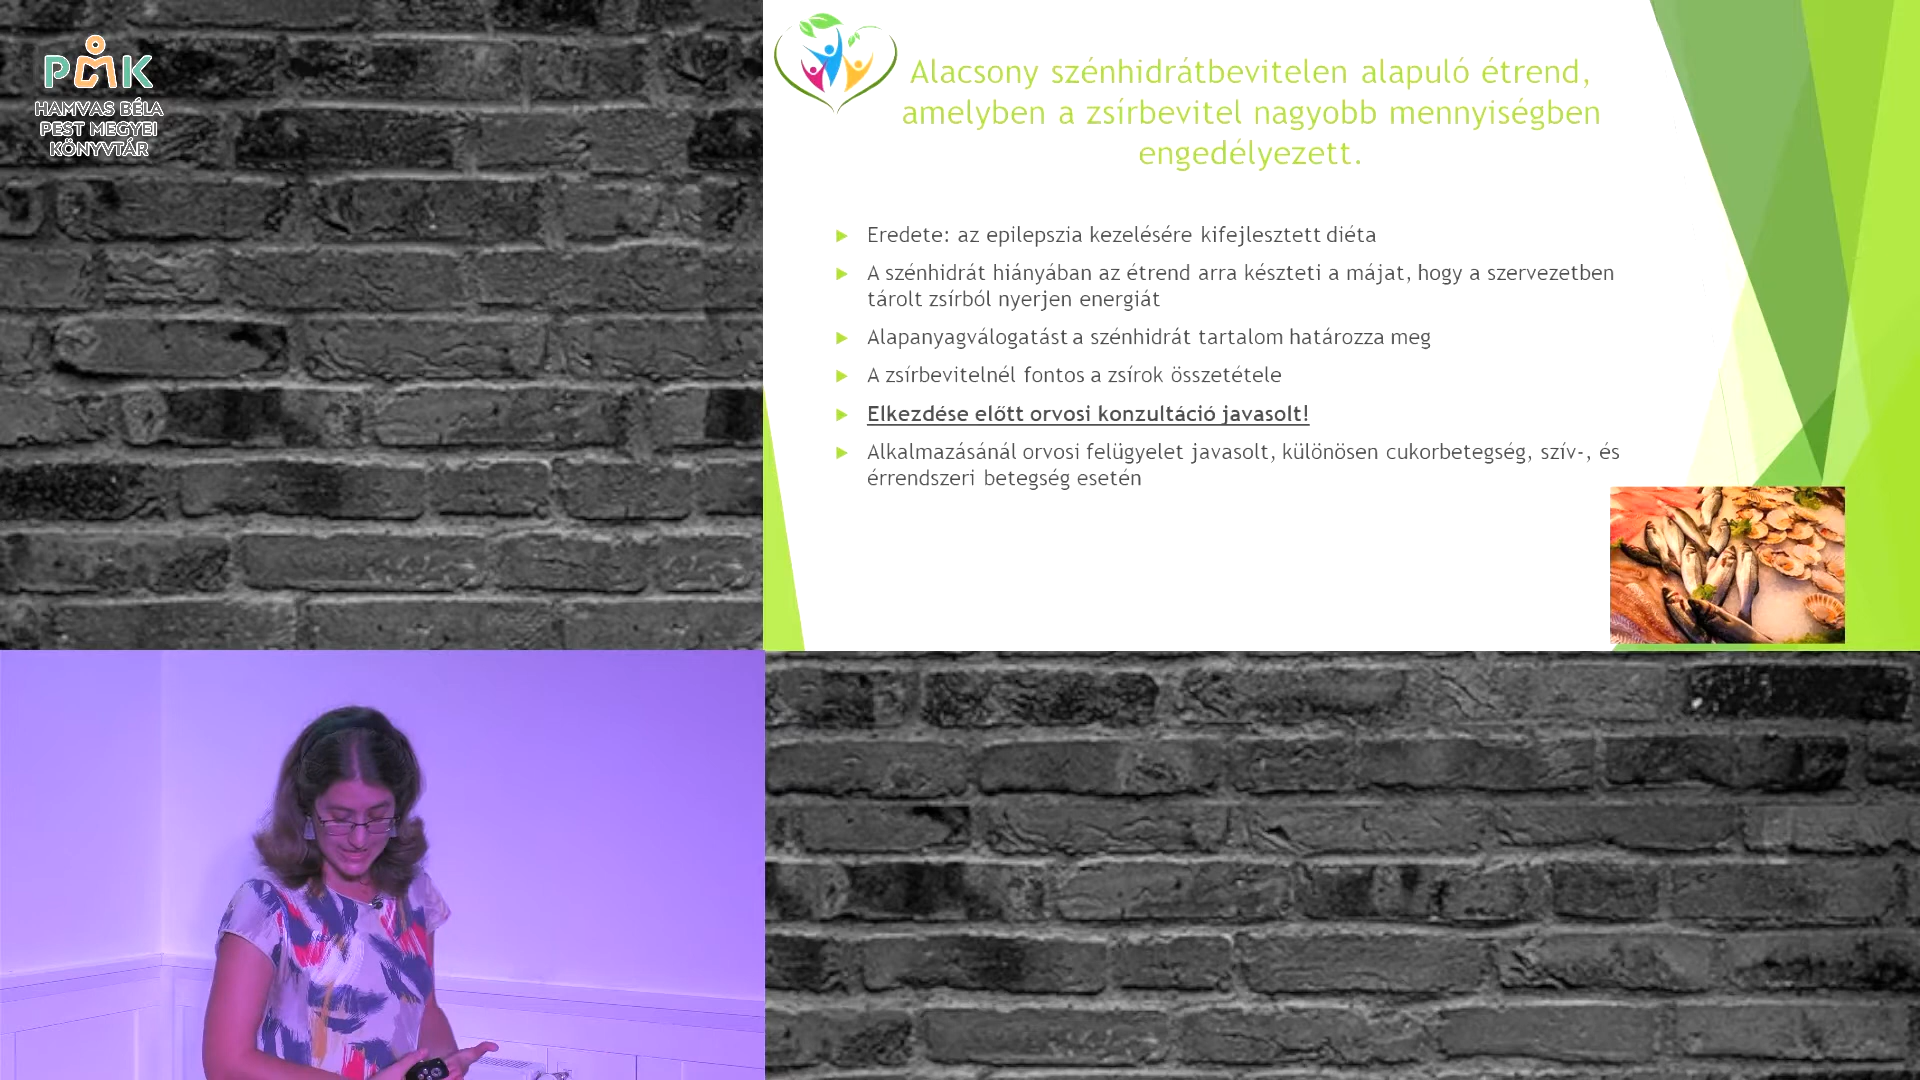 PMK
HAMVAS BÉLA
PEST MEGYEI
KÖNYVTÁR
Alacsony szénhidrátbevitelen alapuló étrend,
amelyben a zsírbevitel nagyobb mennyiségben
engedélyezett.
Eredete: az epilepszia kezelésére kifejlesztett diéta
A szénhidrát hiányában az étrend arra készteti a májat, hogy a szervezetben
tárolt zsírból nyerjen energiát
Alapanyagválogatást a szénhidrát tartalom határozza meg
A zsírbevitelnél fontos a zsírok összetétele
Elkezdése előtt orvosi konzultáció javasolt!
Alkalmazásánál orvosi felügyelet javasolt, különösen cukorbetegség, szív-, és
érrendszeri betegség esetén